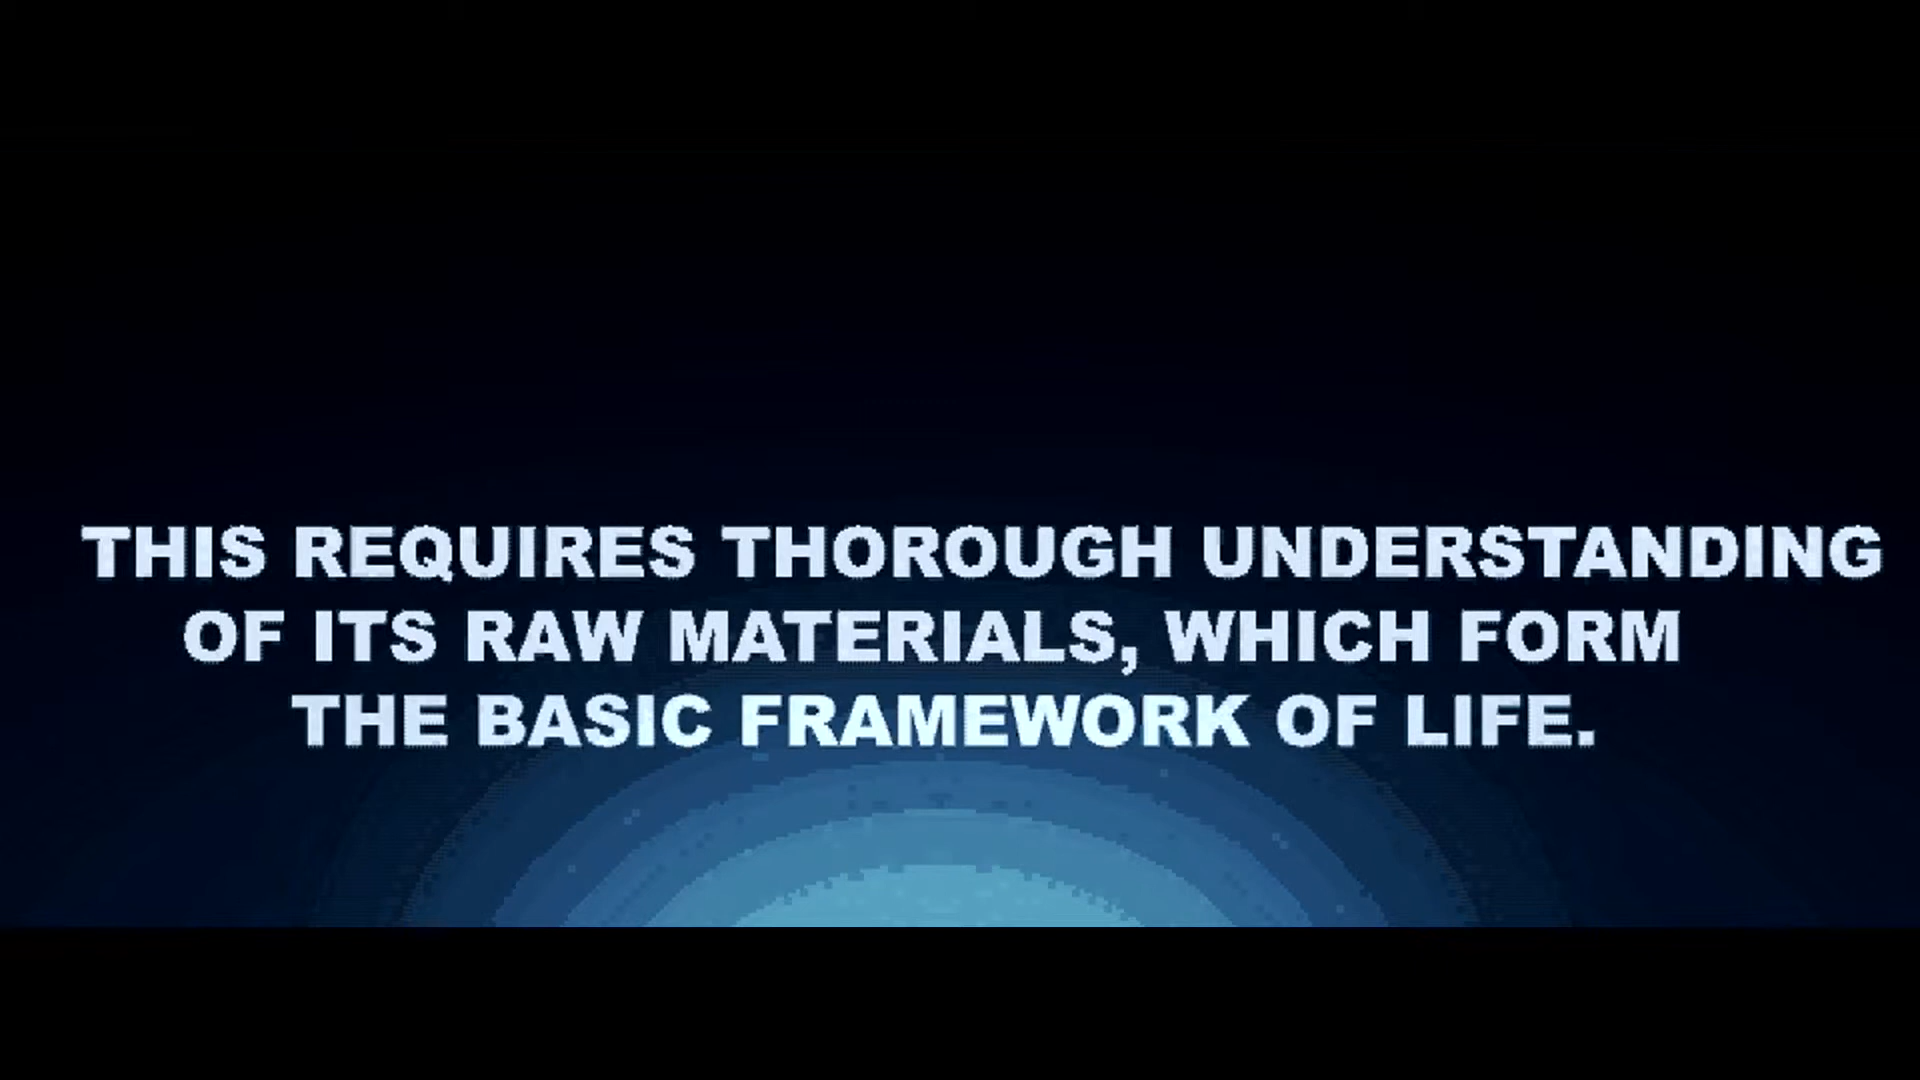 THIS REQUIRES THOROUGH UNDERSTANDING
OF ITS RAW MATERIALS, WHICH FORM
THE BASIC FRAMEWORK OF LIFE.